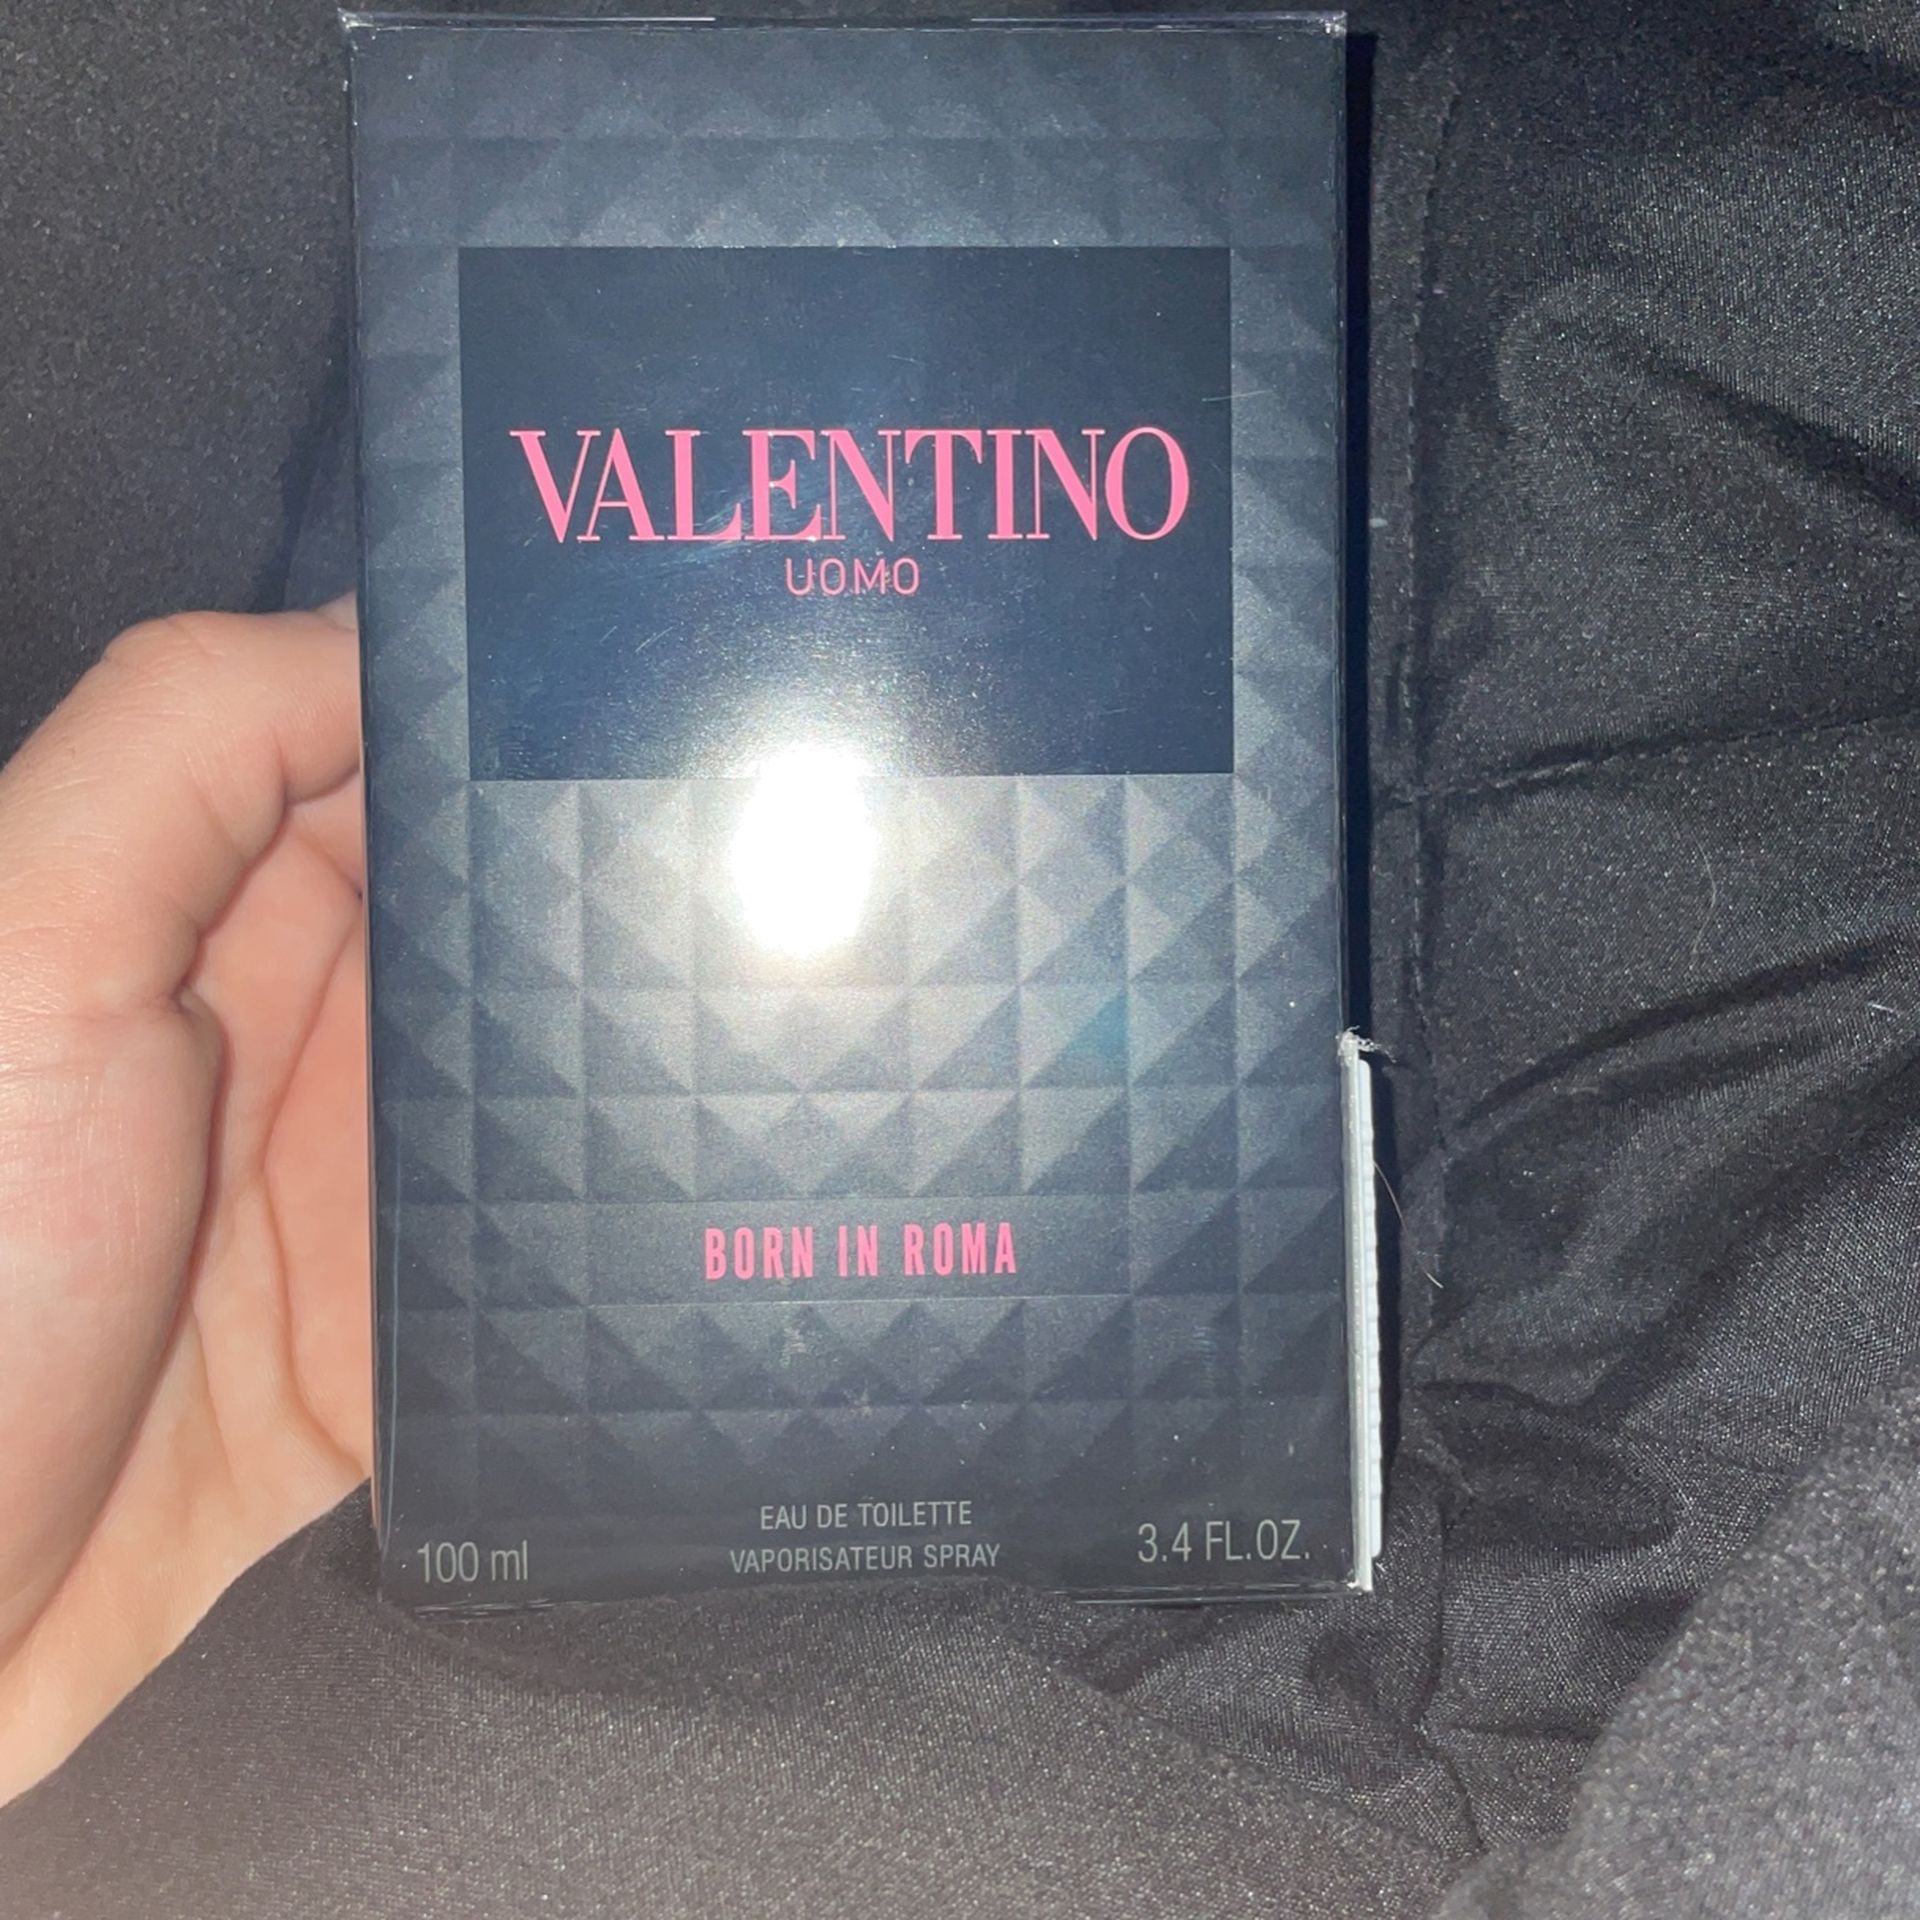 VALENTINO
UOMO
BORN IN ROMA
EAU DE TOILETTE
VAPORISATEUR SPRAY
100 ml
3.4 FL.OZ.